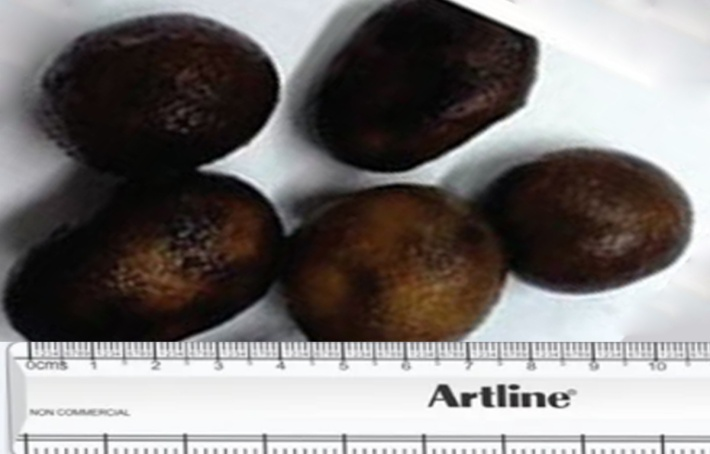 0cms 1 2 3 4 5 6 7 8 9 10
Artline®
NON COMMERCIAL